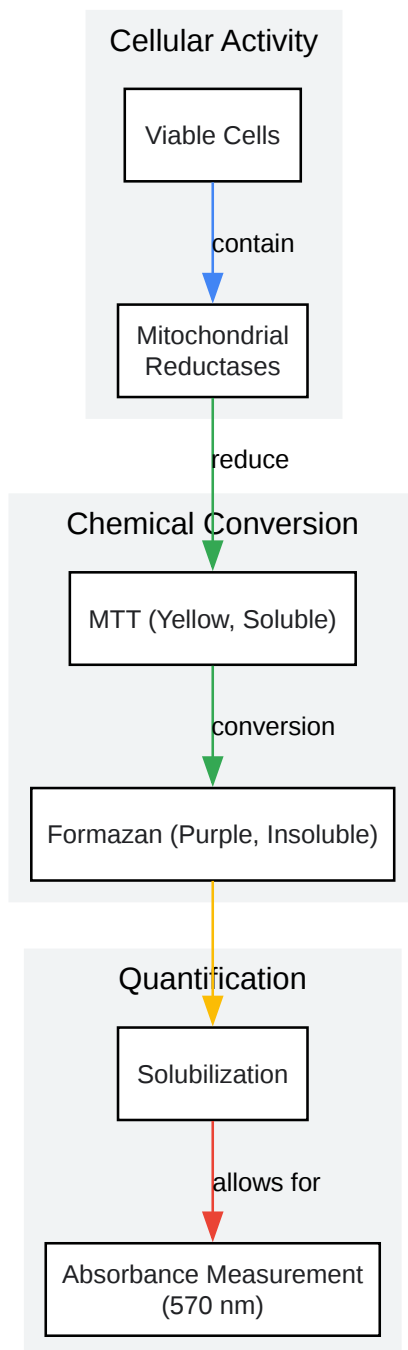 Cellular Activity
Viable Cells
contain
Mitochondrial
Reductases
reduce
Chemical Conversion
MTT (Yellow, Soluble)
conversion
Formazan (Purple, Insoluble)
Quantification
Solubilization
allows for
Absorbance Measurement
(570 nm)